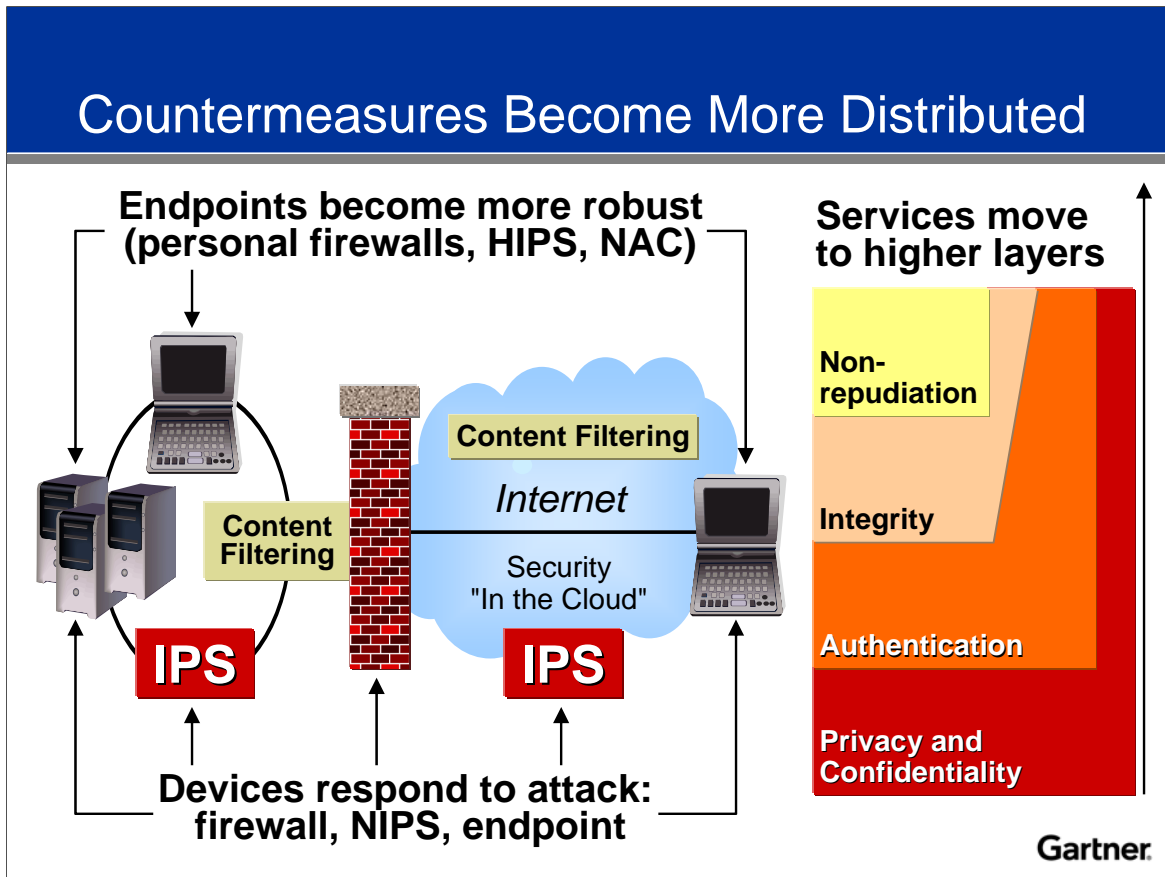 Countermeasures Become More Distributed
Endpoints become more robust
(personal firewalls, HIPS, NAC)
Content Filtering
Internet
Content
Filtering
Security
"In the Cloud"
IPS
IPS
Devices respond to attack:
firewall, NIPS, endpoint
Services move
to higher layers
Non-
repudiation
Integrity
Authentication
Privacy and
Confidentiality
Gartner.